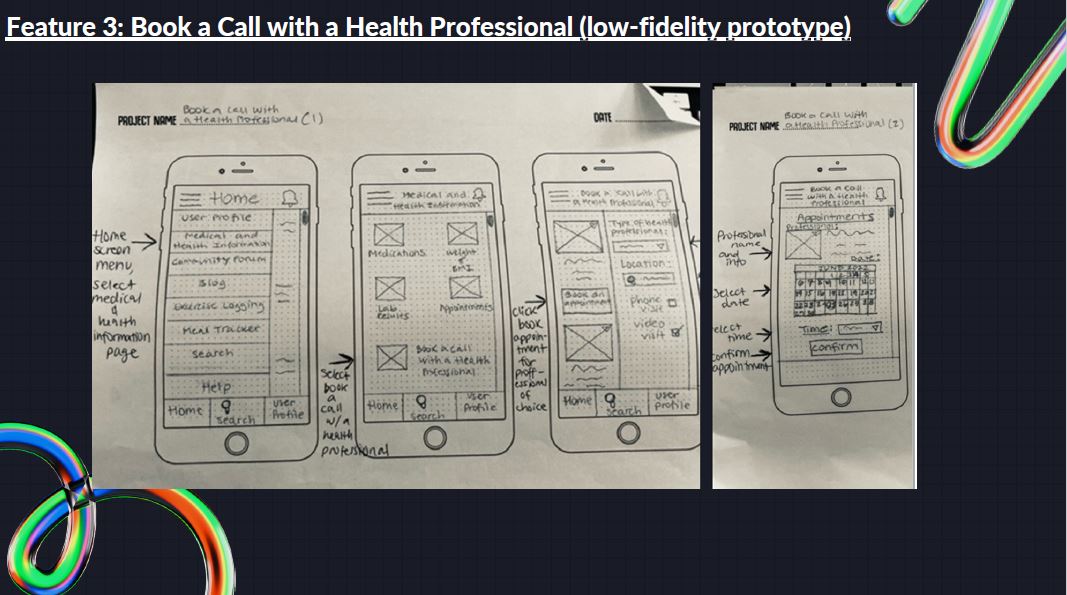 Feature 3: Book a Call with a Health Professional (low-fidelity prototype)
PROJECT NAME
Book a Call with
a Health Professional (1)
DATE
Home
screen
menu,
select
medical
&
health
information
page
Home
User Profile
Medical and
Health Information
Community Forum
Blog
Exercise Logging
Meal Tracker
Search
Help
Home
Search
User
Profile
Select
book
a
call
w/a
health
professional
Medical and
Health Information
Medications
Weight
&
BMI
Lab
Results
Appointments
Book a call
with a Health
Professional
Home
Search
User
Profile
click
book
appoin-
tment
for
proff-
essional
of
choice
Book a Call with
a Health Professional
Book an
appointment
Type of health
professional:
Location:
phone
visit
video
visit
Home
Search
User
Profile
PROJECT NAME
Book a Call with
a Health Professional (2)
Professional
name
and
info
Select
date
elect
time
confirm
appointment
Book a Call
with a Health
Professional
Appointments
Professional:
Date:
JUNE 2022
Time:
Confirm